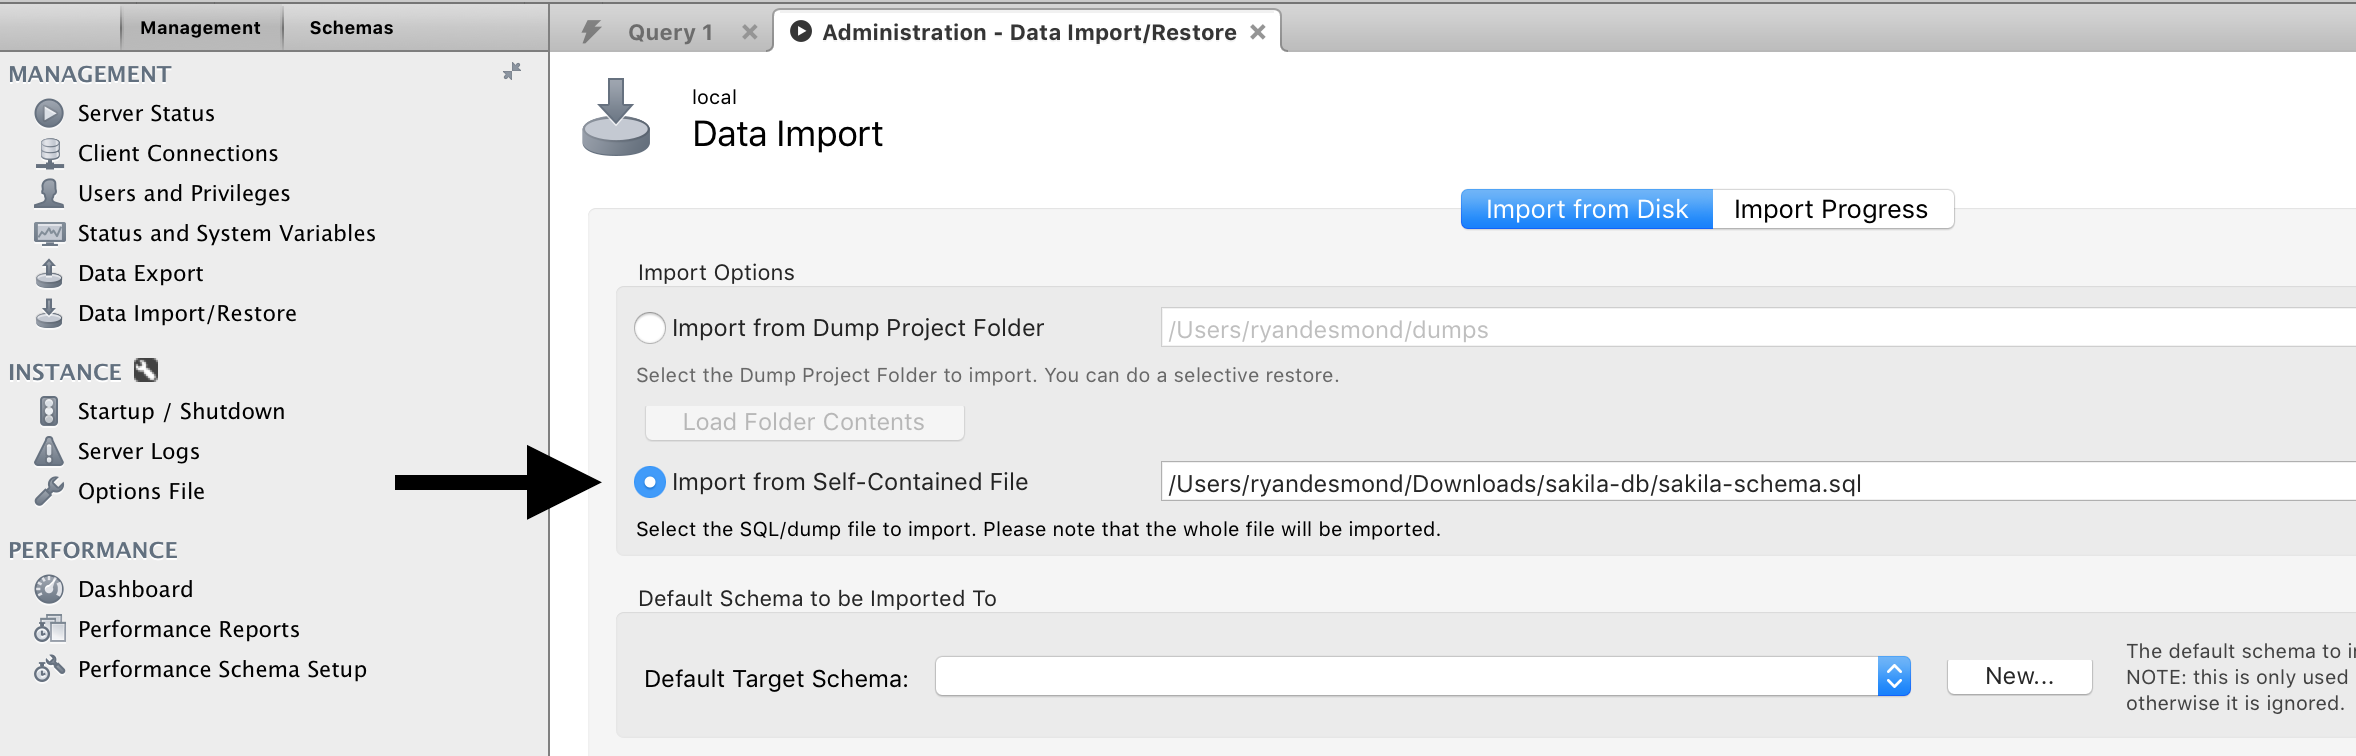 Management
Schemas
Query 1
Administration - Data Import/Restore
MANAGEMENT
Server Status
Client Connections
Users and Privileges
Status and System Variables
Data Export
Data Import/Restore
INSTANCE
Startup / Shutdown
Server Logs
Options File
PERFORMANCE
Dashboard
Performance Reports
Performance Schema Setup
local
Data Import
Import from Disk
Import Progress
Import Options
Import from Dump Project Folder
/Users/ryandesmond/dumps
Select the Dump Project Folder to import. You can do a selective restore.
Load Folder Contents
Import from Self-Contained File
/Users/ryandesmond/Downloads/sakila-db/sakila-schema.sql
Select the SQL/dump file to import. Please note that the whole file will be imported.
Default Schema to be Imported To
Default Target Schema:
New...
The default schema to
NOTE: this is only used
otherwise it is ignored.